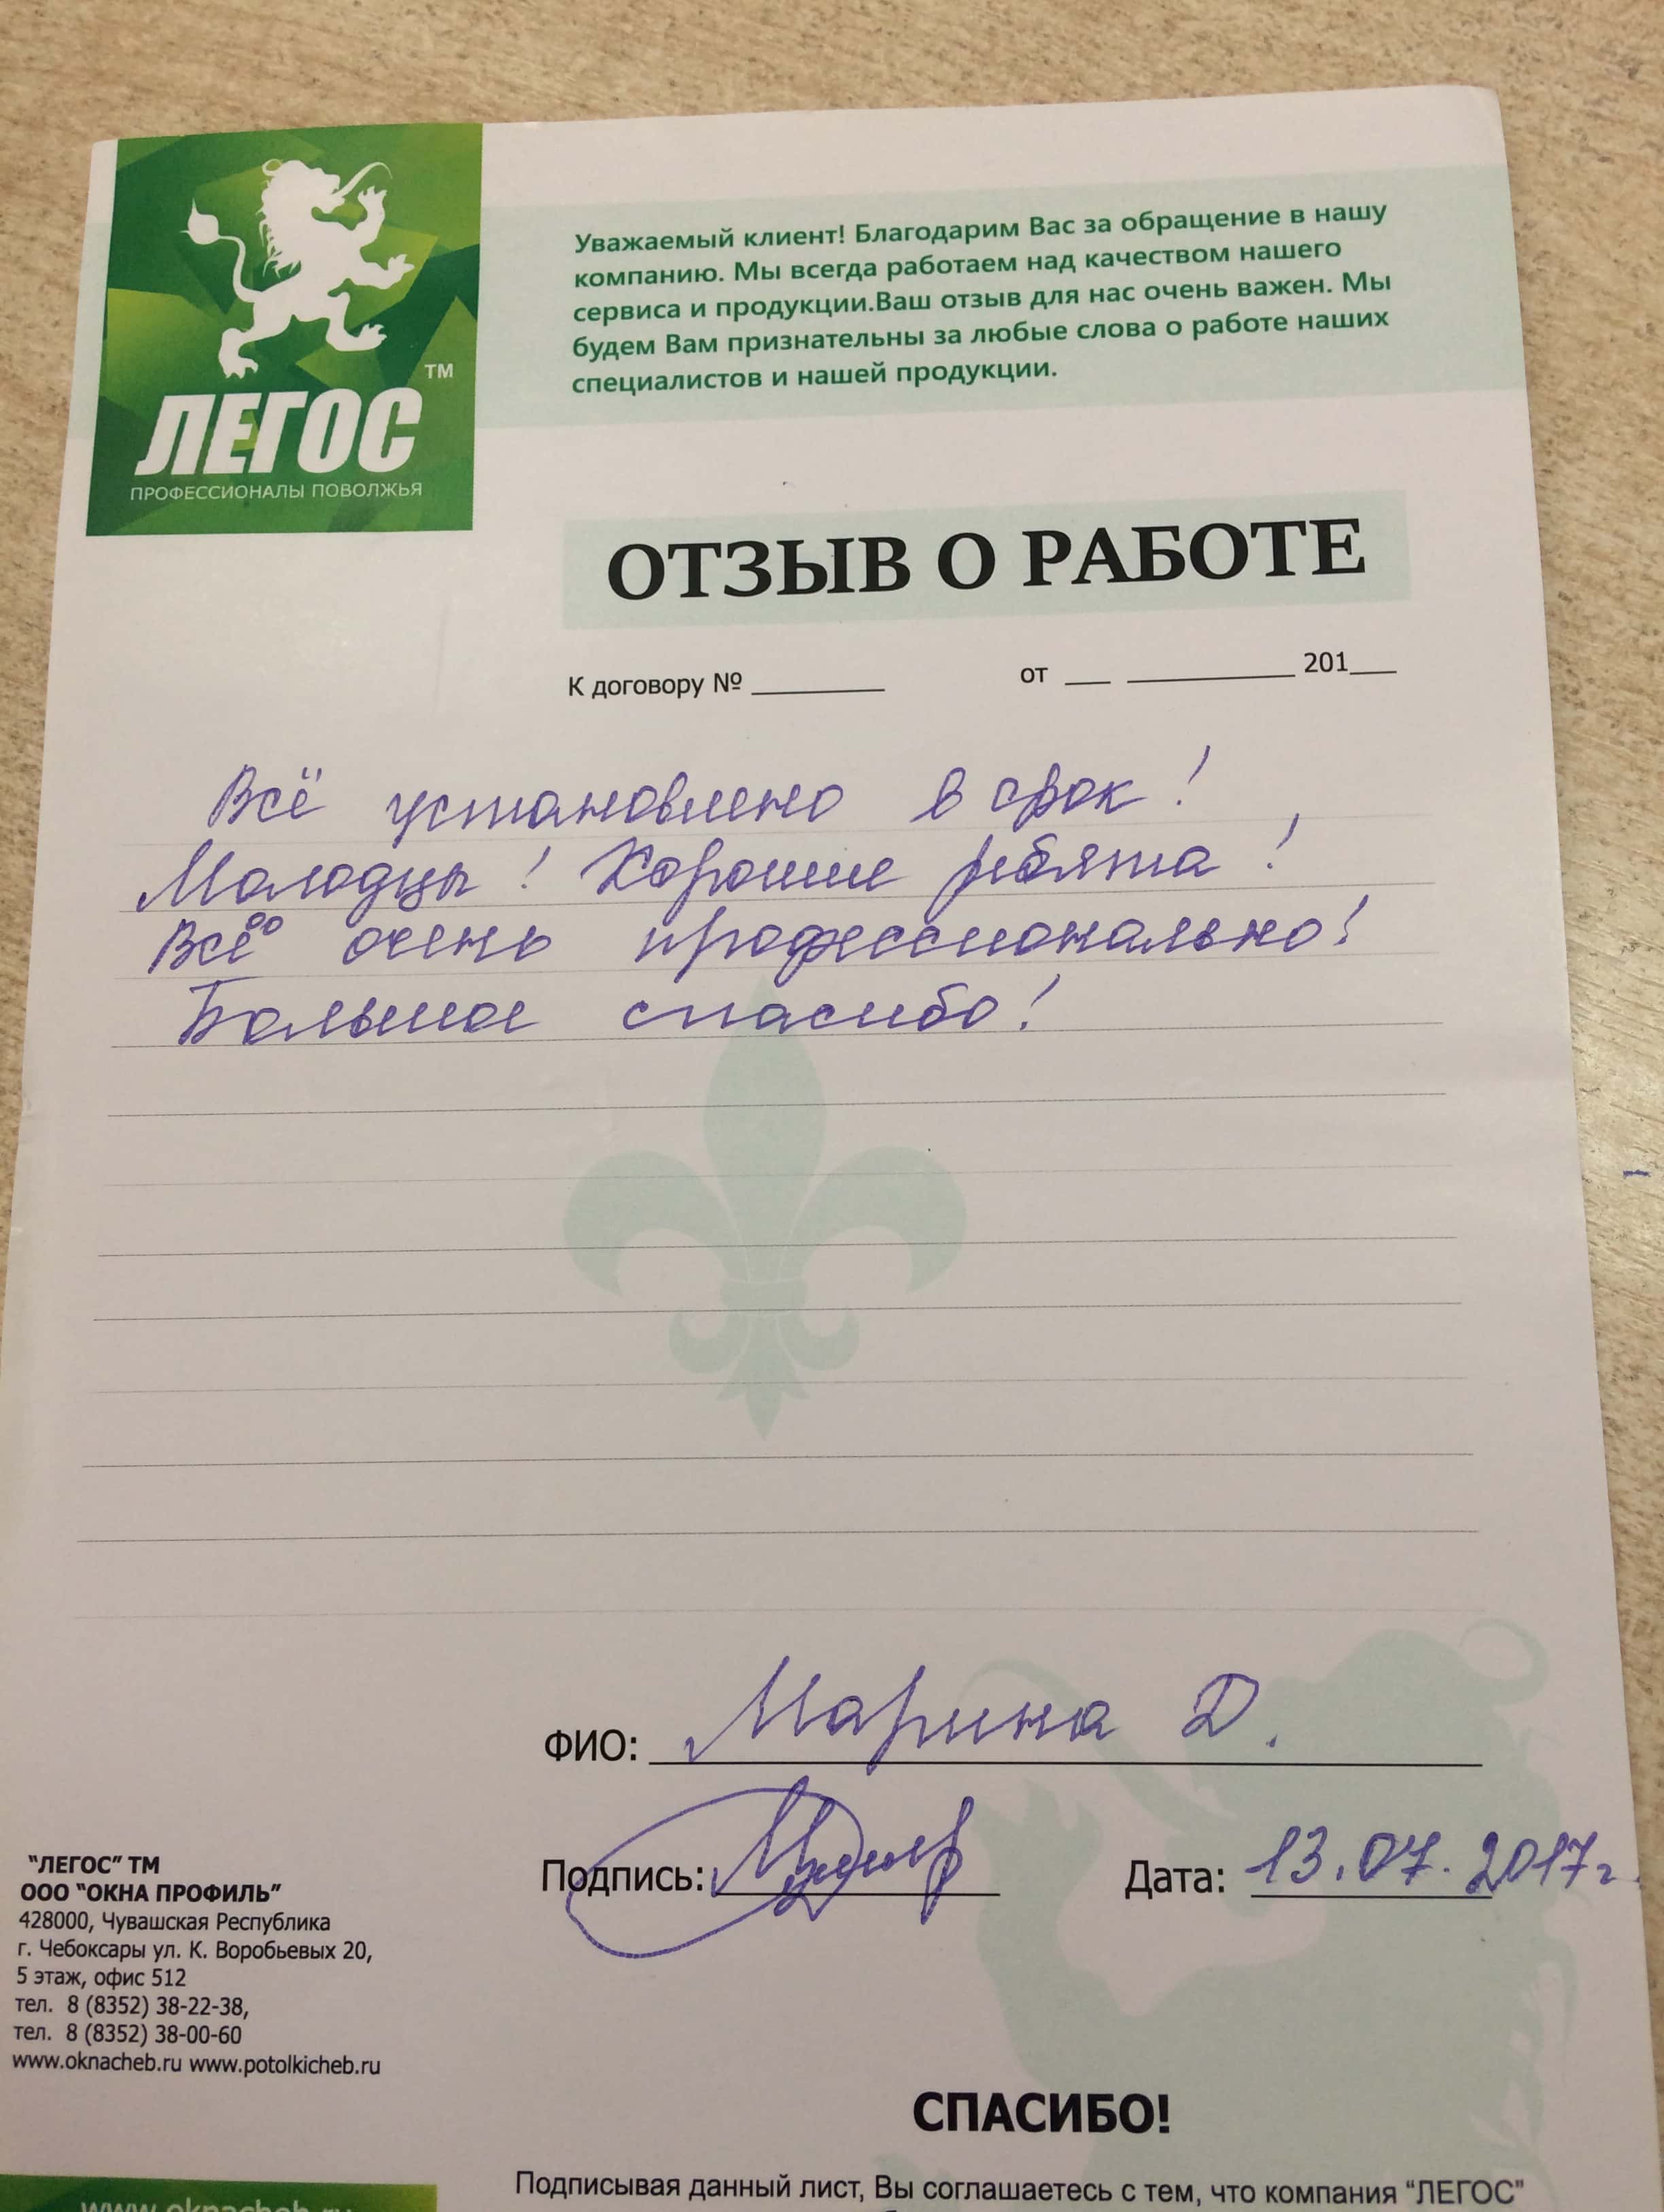 ТМ
ЛЕГОС
ПРОФЕССИОНАЛЫ ПОВОЛЖЬЯ
Уважаемый клиент! Благодарим Вас за обращение в нашу
компанию. Мы всегда работаем над качеством нашего
сервиса и продукции.Ваш отзыв для нас очень важен. Мы
будем Вам признательны за любые слова о работе наших
специалистов и нашей продукции.
ОТЗЫВ О РАБОТЕ
К договору № ______ от __ ________ 201__
Всё установлено в срок!
Молодцы! Хорошие ребята!
Всё очень профессионально!
Большое спасибо!
ФИО: Марина Д.
Подпись: Дата: 13.07.2017г.
"ЛЕГОС" ТМ
ООО "ОКНА ПРОФИЛЬ"
428000, Чувашская Республика
г. Чебоксары ул. К. Воробьевых 20,
5 этаж, офис 512
тел. 8 (8352) 38-22-38,
тел. 8 (8352) 38-00-60
www.oknacheb.ru www.potolkicheb.ru
СПАСИБО!
Подписывая данный лист, Вы соглашаетесь с тем, что компания "ЛЕГОС"
www.oknacheb.ru